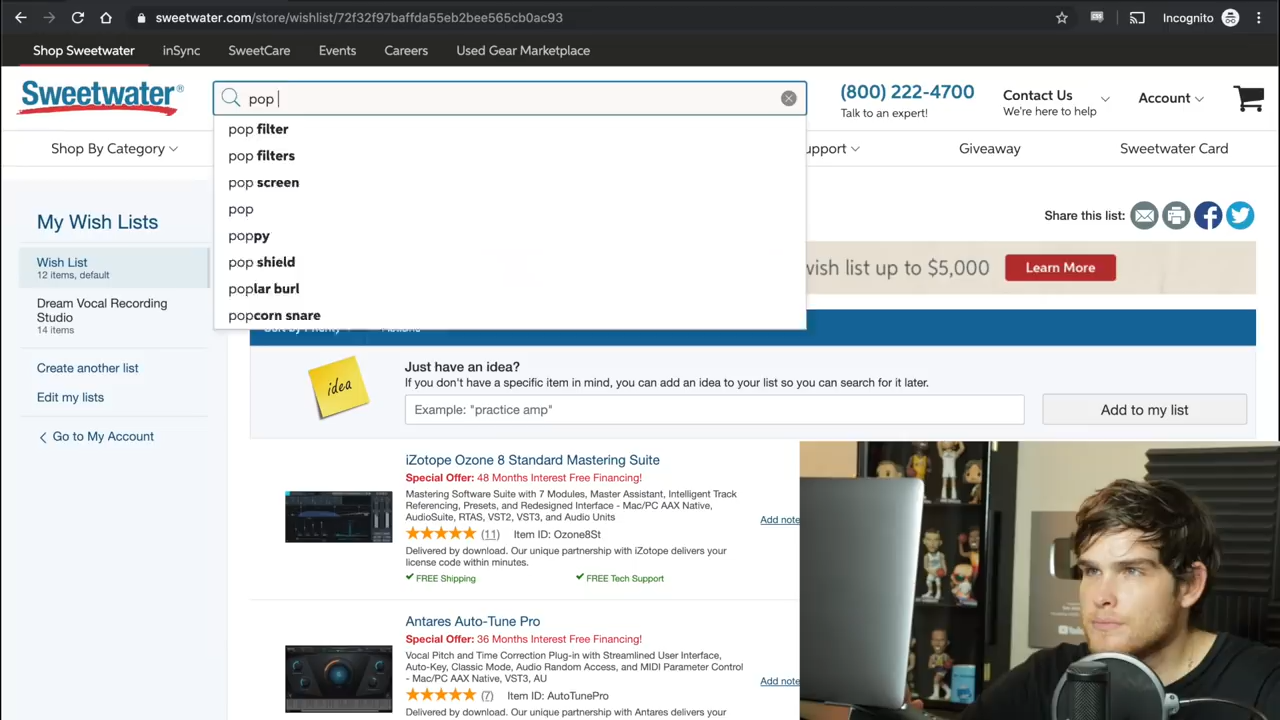 sweetwater.com/store/wishlist/72f32f97baffda55eb2bee565cb0ac93
Incognito
Shop Sweetwater
inSync
SweetCare
Events
Careers
Used Gear Marketplace
Sweetwater®
pop
(800) 222-4700
Talk to an expert!
Contact Us
We're here to help
Account
pop filter
pop filters
pop screen
pop
poppy
pop shield
poplar burl
popcorn snare
Shop By Category
upport
Giveaway
Sweetwater Card
My Wish Lists
Wish List
12 items, default
Dream Vocal Recording
Studio
14 items
Create another list
Edit my lists
Go to My Account
Share this list:
wish list up to $5,000
Learn More
idea
Just have an idea?
If you don't have a specific item in mind, you can add an idea to your list so you can search for it later.
Example: "practice amp"
Add to my list
iZotope Ozone 8 Standard Mastering Suite
Special Offer: 48 Months Interest Free Financing!
Mastering Software Suite with 7 Modules, Master Assistant, Intelligent Track
Referencing, Presets, and Redesigned Interface - Mac/PC AAX Native,
AudioSuite, RTAS, VST2, VST3, and Audio Units
(11) Item ID: Ozone8St
Add note
Delivered by download. Our unique partnership with iZotope delivers your
license code within minutes.
FREE Shipping
FREE Tech Support
Antares Auto-Tune Pro
Special Offer: 36 Months Interest Free Financing!
Vocal Pitch and Time Correction Plug-in with Streamlined User Interface,
Auto-Key, Classic Mode, Audio Random Access, and MIDI Parameter Control
- Mac/PC AAX Native, VST3, AU
(7) Item ID: AutoTunePro
Add note
Delivered by download. Our unique partnership with Antares delivers your